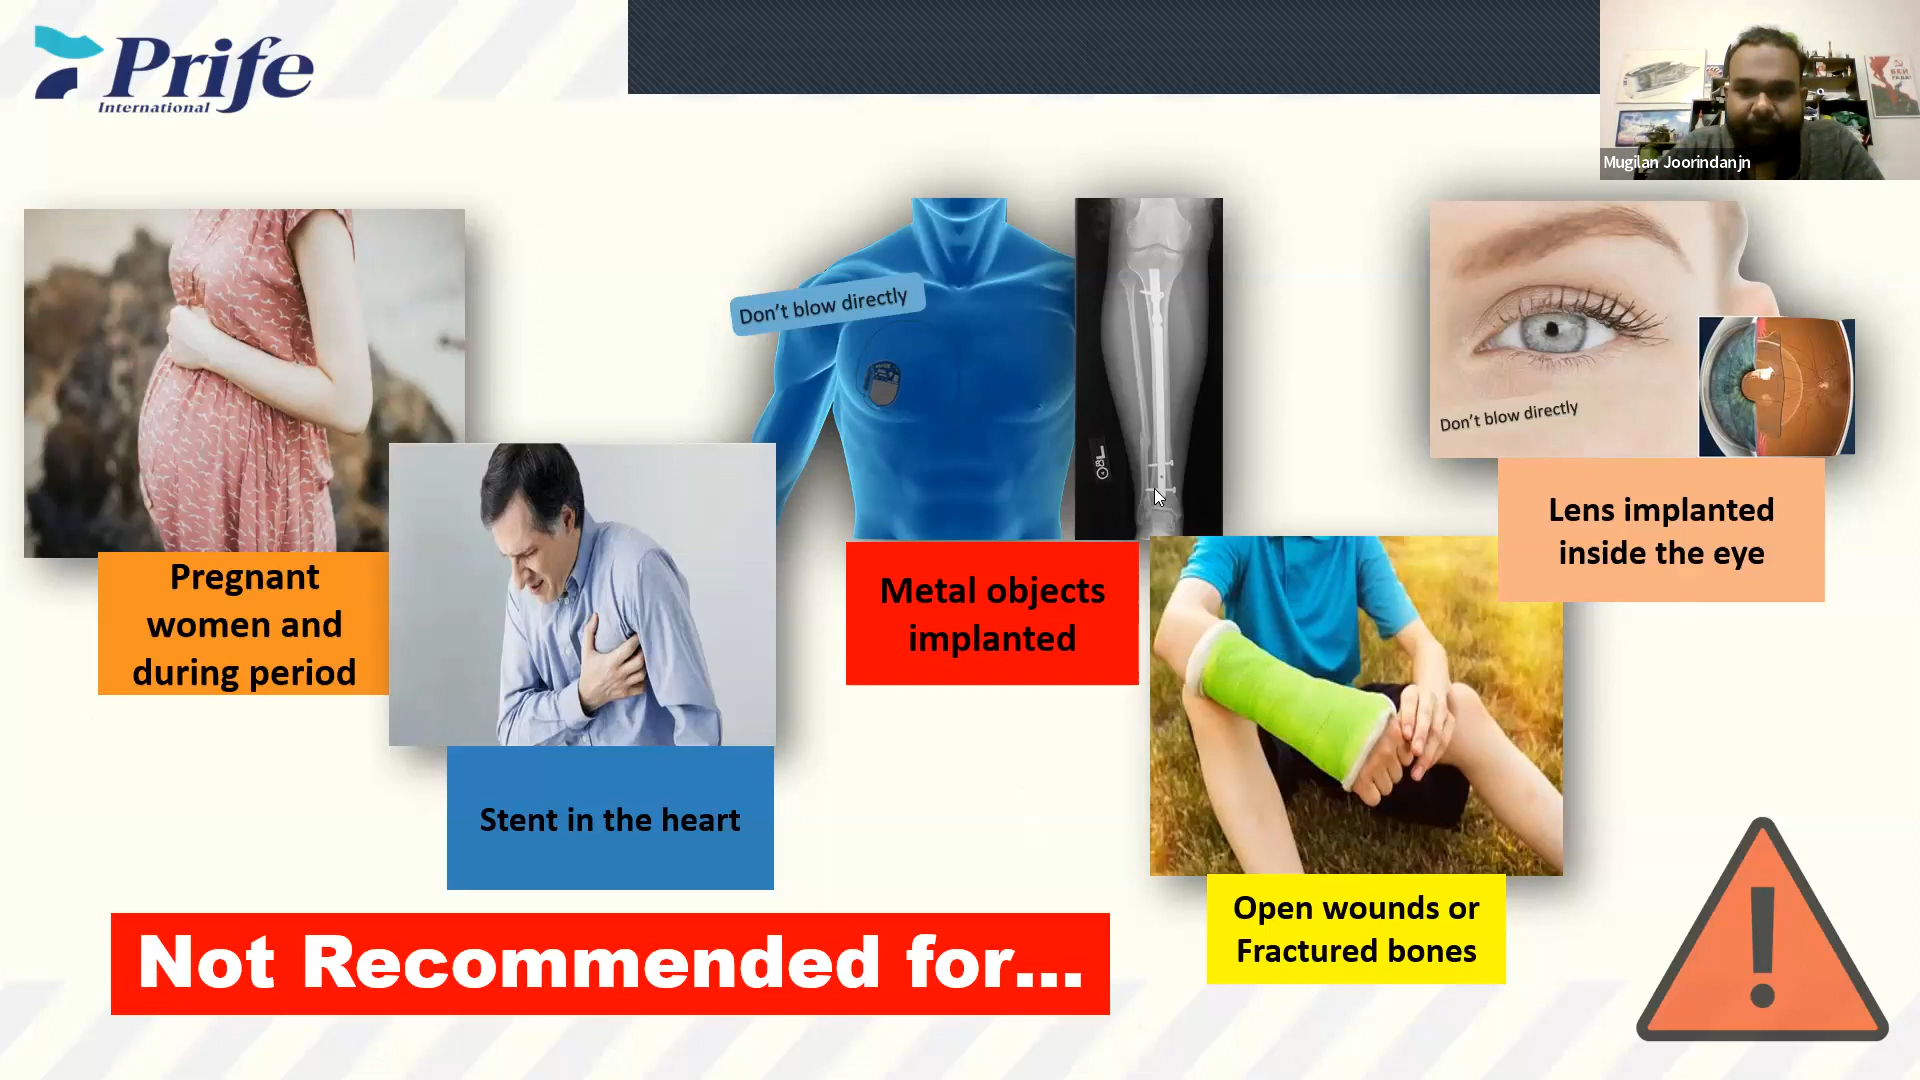 Prife
International
Mugilan Joorindanjn
Don't blow directly
Don't blow directly
Pregnant
women and
during period
Stent in the heart
Metal objects
implanted
Open wounds or
Fractured bones
Lens implanted
inside the eye
Not Recommended for...